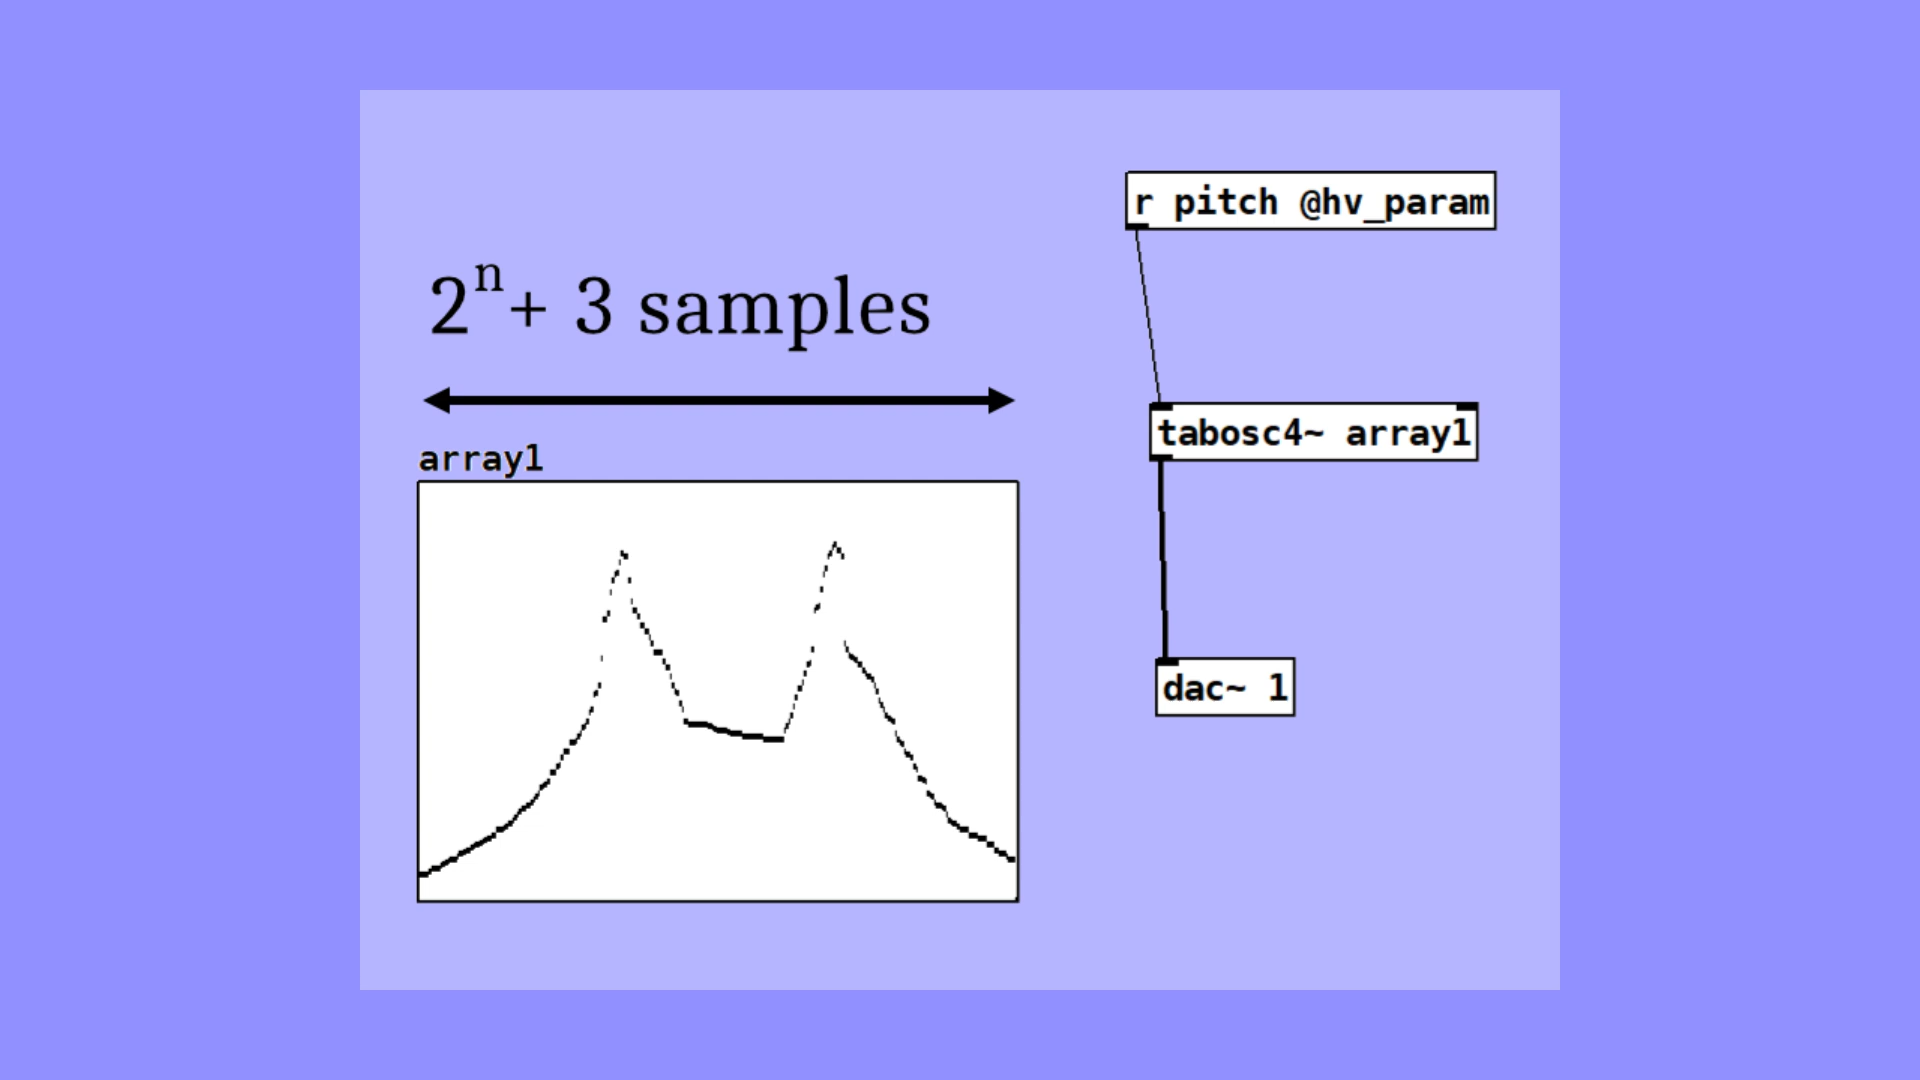 2ⁿ + 3 samples
array1
r pitch @hv_param
tabosc4~ array1
dac~ 1